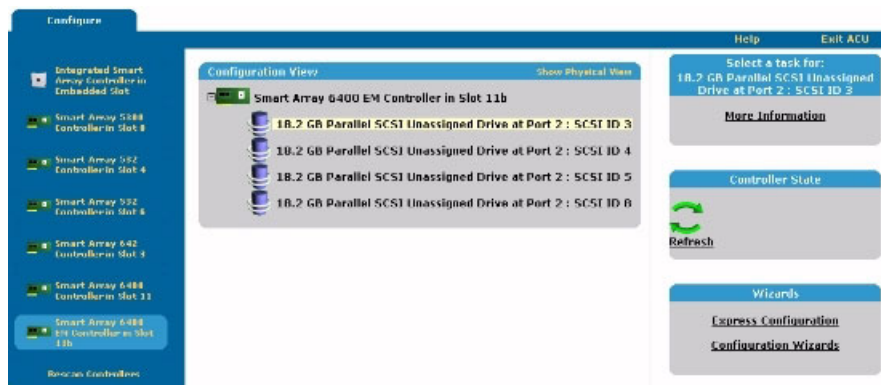 Configure
Help
Exit ACU
Integrated Smart
Array Controller in
Embedded Slot
Smart Array 5300
Controller in Slot 8
Smart Array 532
Controller in Slot 4
Smart Array 532
Controller in Slot 6
Smart Array 642
Controller in Slot 3
Smart Array 6400
Controller in Slot 11
Smart Array 6400
EM Controller in Slot
11b
Rescan Controllers
Configuration View
Show Physical View
Smart Array 6400 EM Controller in Slot 11b
18.2 GB Parallel SCSI Unassigned Drive at Port 2 : SCSI ID 3
18.2 GB Parallel SCSI Unassigned Drive at Port 2 : SCSI ID 4
18.2 GB Parallel SCSI Unassigned Drive at Port 2 : SCSI ID 5
18.2 GB Parallel SCSI Unassigned Drive at Port 2 : SCSI ID 8
Select a task for:
18.2 GB Parallel SCSI Unassigned
Drive at Port 2 : SCSI ID 3
More Information
Controller State
Refresh
Wizards
Express Configuration
Configuration Wizards